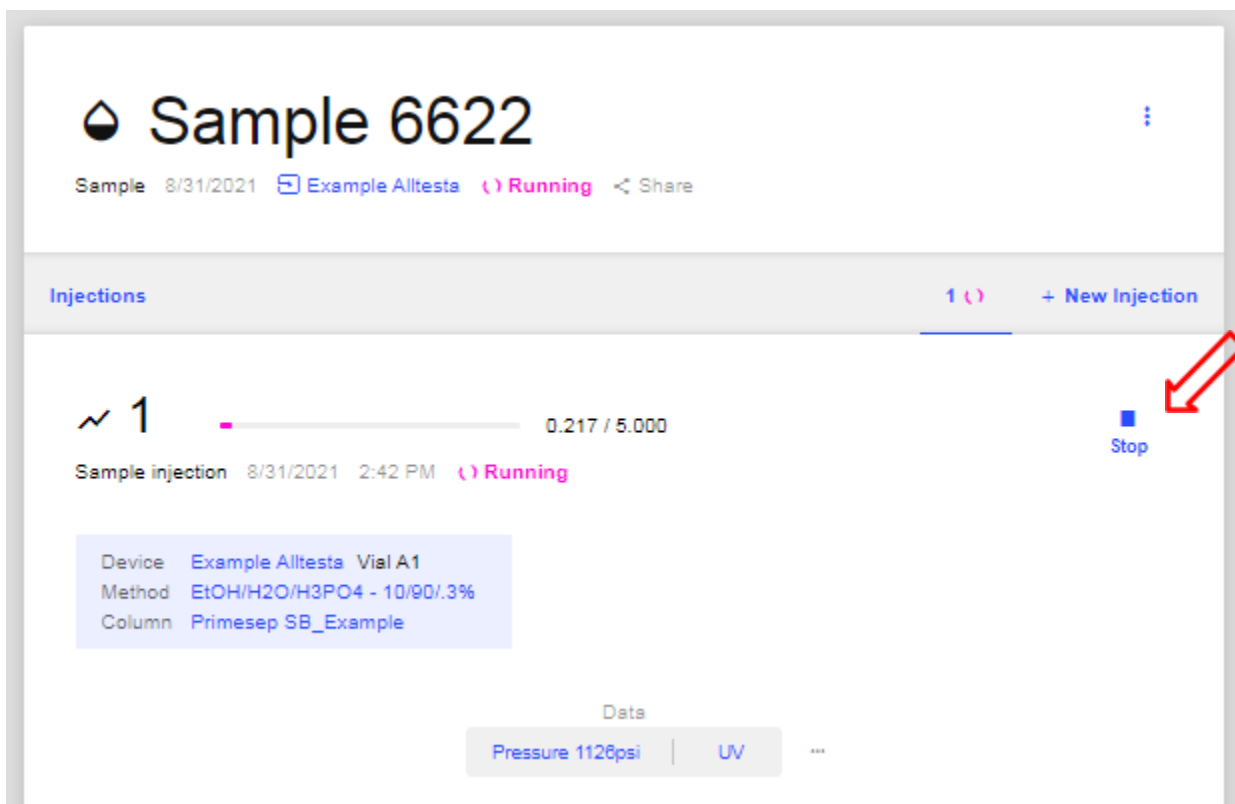 Sample 6622
Sample 8/31/2021 Example Alltesta Running Share
Injections 1 + New Injection
1 0.217 / 5.000
Stop
Sample injection 8/31/2021 2:42 PM Running
Device Example Alltesta Vial A1
Method EtOH/H2O/H3PO4 - 10/90/.3%
Column Primesep SB_Example
Data
Pressure 1126psi UV ...